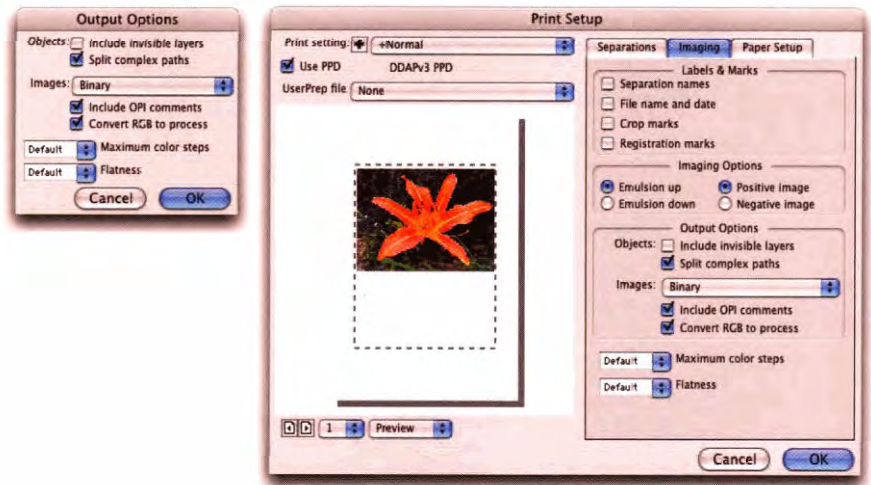 Output Options
Objects: Include invisible layers
Split complex paths
Images: Binary
Include OPI comments
Convert RGB to process
Default Maximum color steps
Default Flatness
Cancel OK
Print Setup
Print setting: +Normal
Use PPD DDAPv3 PPD
UserPrep file None
1 Preview
Separations Imaging Paper Setup
Labels & Marks
Separation names
File name and date
Crop marks
Registration marks
Imaging Options
Emulsion up Positive image
Emulsion down Negative image
Output Options
Objects: Include invisible layers
Split complex paths
Images: Binary
Include OPI comments
Convert RGB to process
Default Maximum color steps
Default Flatness
Cancel OK